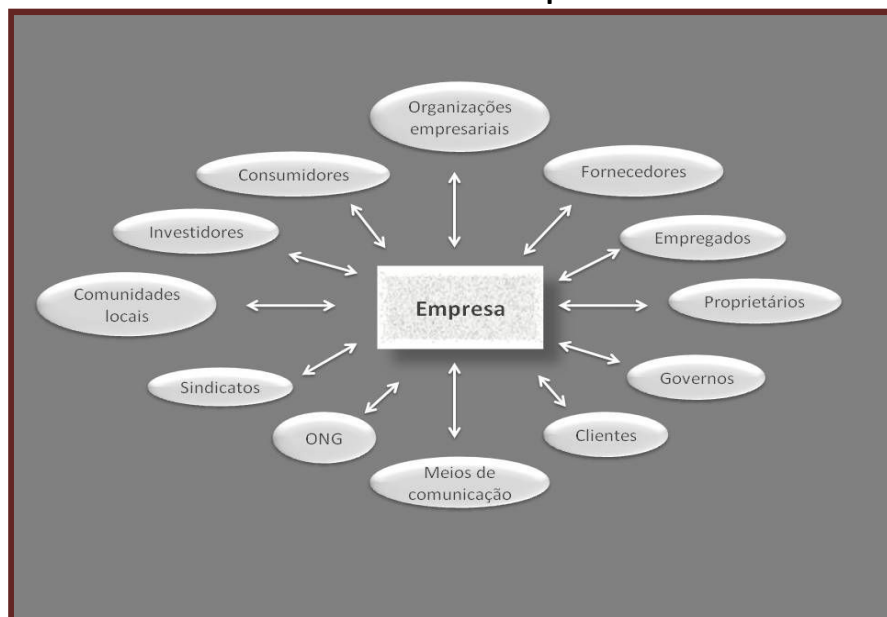 Organizações
empresariais
Consumidores
Fornecedores
Investidores
Empregados
Comunidades
locais
Empresa
Proprietários
Sindicatos
Governos
ONG
Clientes
Meios de
comunicação